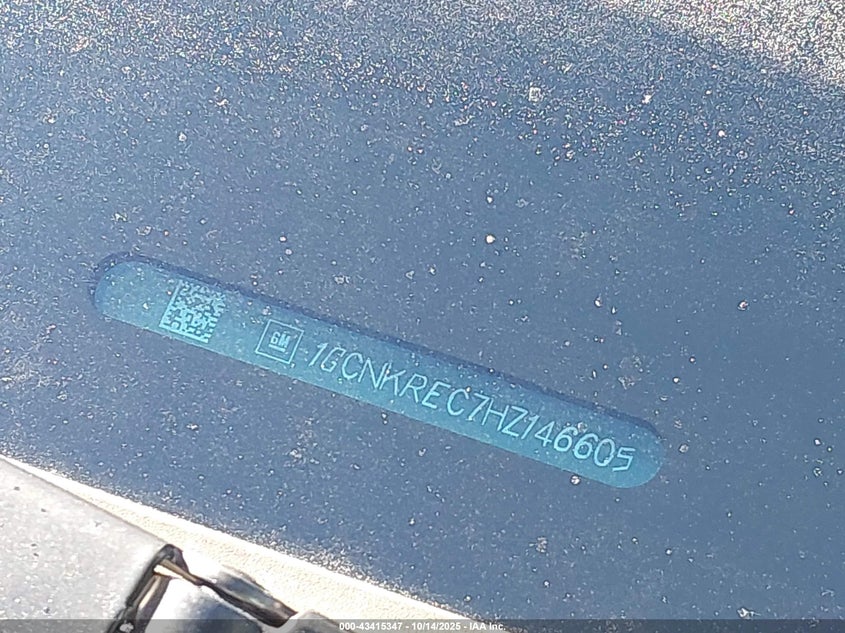 GM 1GCNKREC7HZ146605
000-43415347 | 10/14/2025 - IAA Inc.